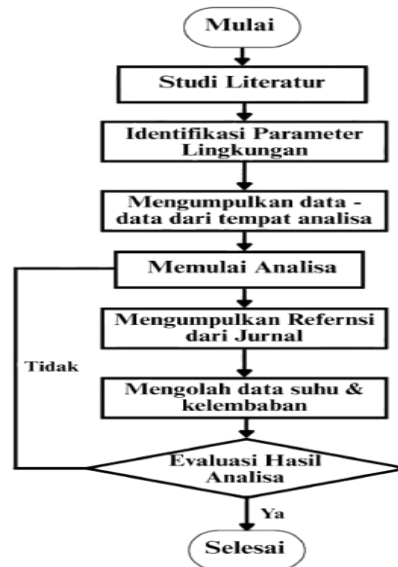 Mulai
Studi Literatur
Identifikasi Parameter
Lingkungan
Mengumpulkan data -
data dari tempat analisa
Memulai Analisa
Mengumpulkan Refernsi
dari Jurnal
Tidak
Mengolah data suhu &
kelembaban
Evaluasi Hasil
Analisa
Ya
Selesai